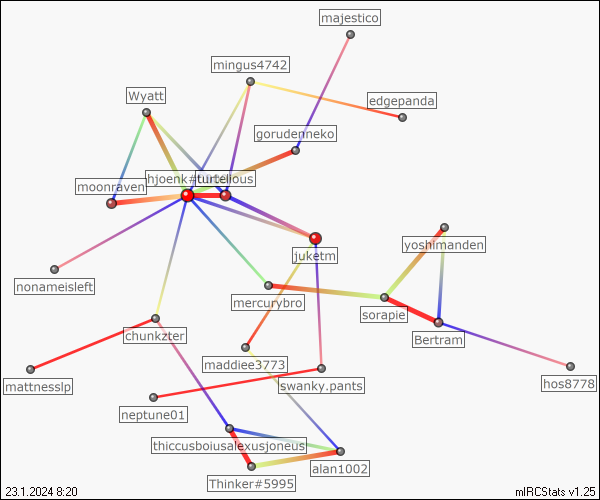 majestico
mingus4742
Wyatt
edgepanda
gorudenneko
hjoenk#
turtelious
moonraven
yoshimanden
juketm
nonameisleft
mercurybro
sorapie
chunkzter
Bertram
maddiee3773
mattnesslp
swanky.pants
hos8778
neptune01
thiccusboiusalexusjoneus
alan1002
Thinker#5995
23.1.2024 8:20
mIRCStats v1.25